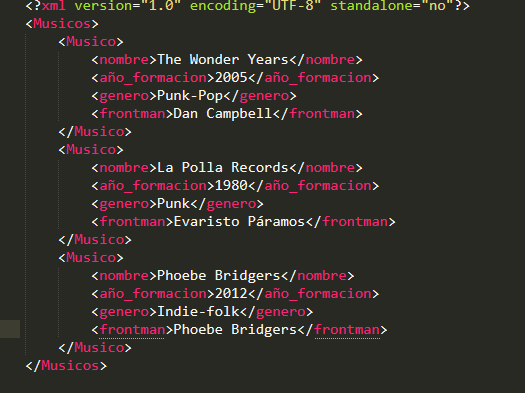 <?xml version="1.0" encoding="UTF-8" standalone="no"?>
<Musicos>
<Musico>
<nombre>The Wonder Years</nombre>
<año_formacion>2005</año_formacion>
<genero>Punk-Pop</genero>
<frontman>Dan Campbell</frontman>
</Musico>
<Musico>
<nombre>La Polla Records</nombre>
<año_formacion>1980</año_formacion>
<genero>Punk</genero>
<frontman>Evaristo Páramos</frontman>
</Musico>
<Musico>
<nombre>Phoebe Bridgers</nombre>
<año_formacion>2012</año_formacion>
<genero>Indie-folk</genero>
<frontman>Phoebe Bridgers</frontman>
</Musico>
</Musicos>